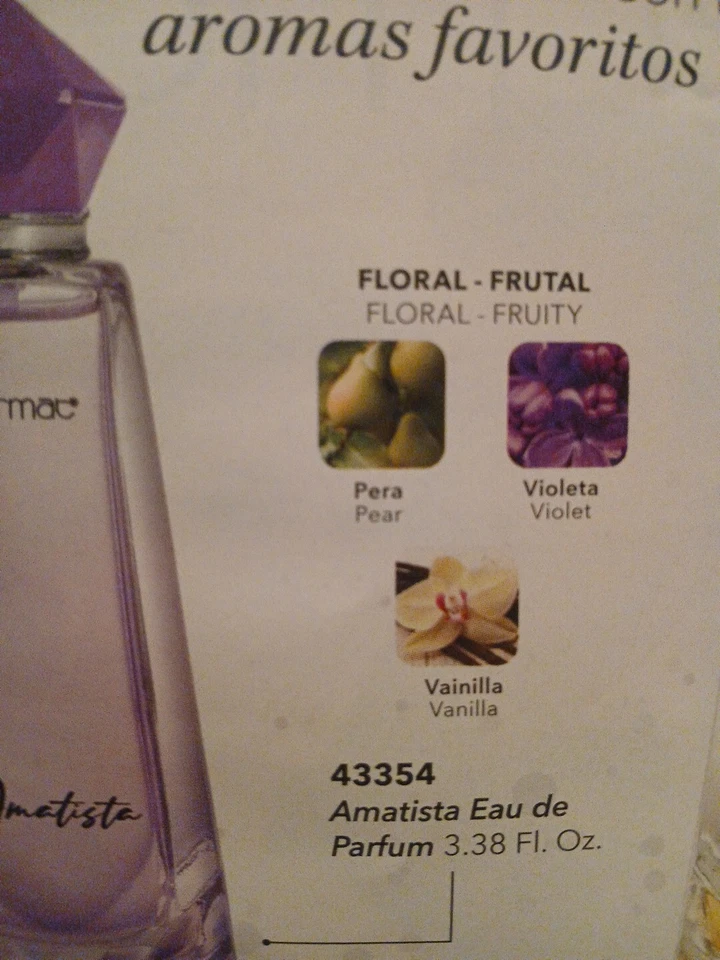 aromas favoritos
FLORAL - FRUTAL
FLORAL - FRUITY
Pera
Pear
Violeta
Violet
Vainilla
Vanilla
43354
Amatista Eau de
Parfum 3.38 Fl. Oz.
Amatista